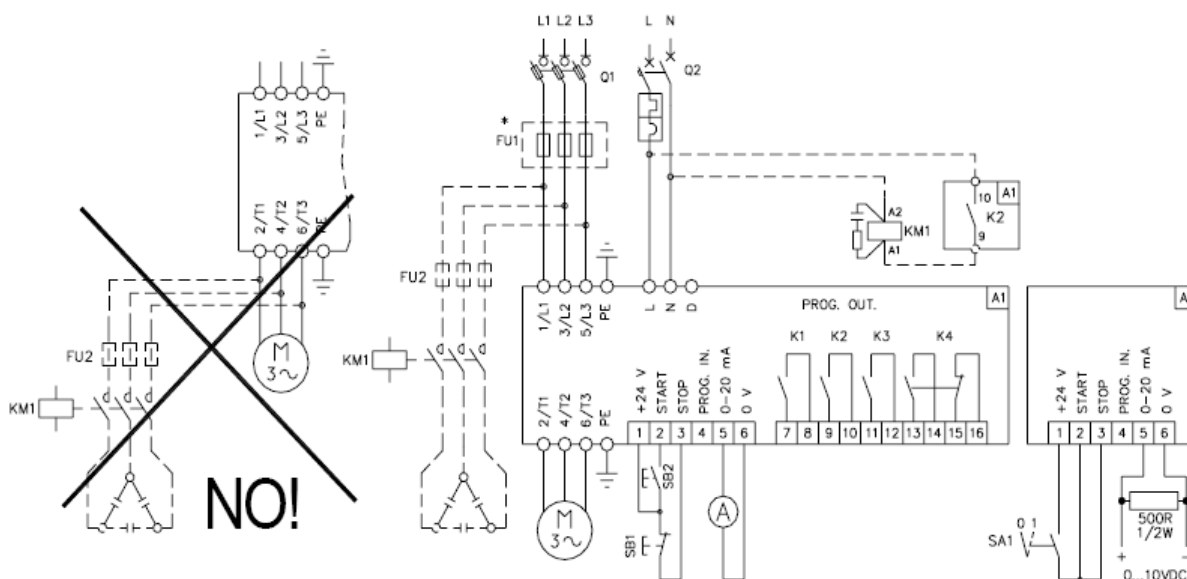 1/L1
3/L2
5/L3
PE
2/T1
4/T2
6/T3
PE
FU2
KM1
M
3~
NO!
L1 L2 L3
Q1
*
FU1
L N
Q2
FU2
KM1
A2
KM1
A1
A1
10
K2
9
1/L1
3/L2
5/L3
PE
L
N
D
PROG. OUT.
A1
K1 K2 K3 K4
2/T1
4/T2
6/T3
PE
+24 V
START
STOP
PROG. IN.
0-20 mA
0 V
1 2 3 4 5 6
7 8 9 10 11 12 13 14 15 16
SB2
SB1
A
M
3~
A
+24 V
START
STOP
PROG. IN.
0-20 mA
0 V
1 2 3 4 5 6
0 1
SA1
500R
1/2W
+ -
0...10VDC